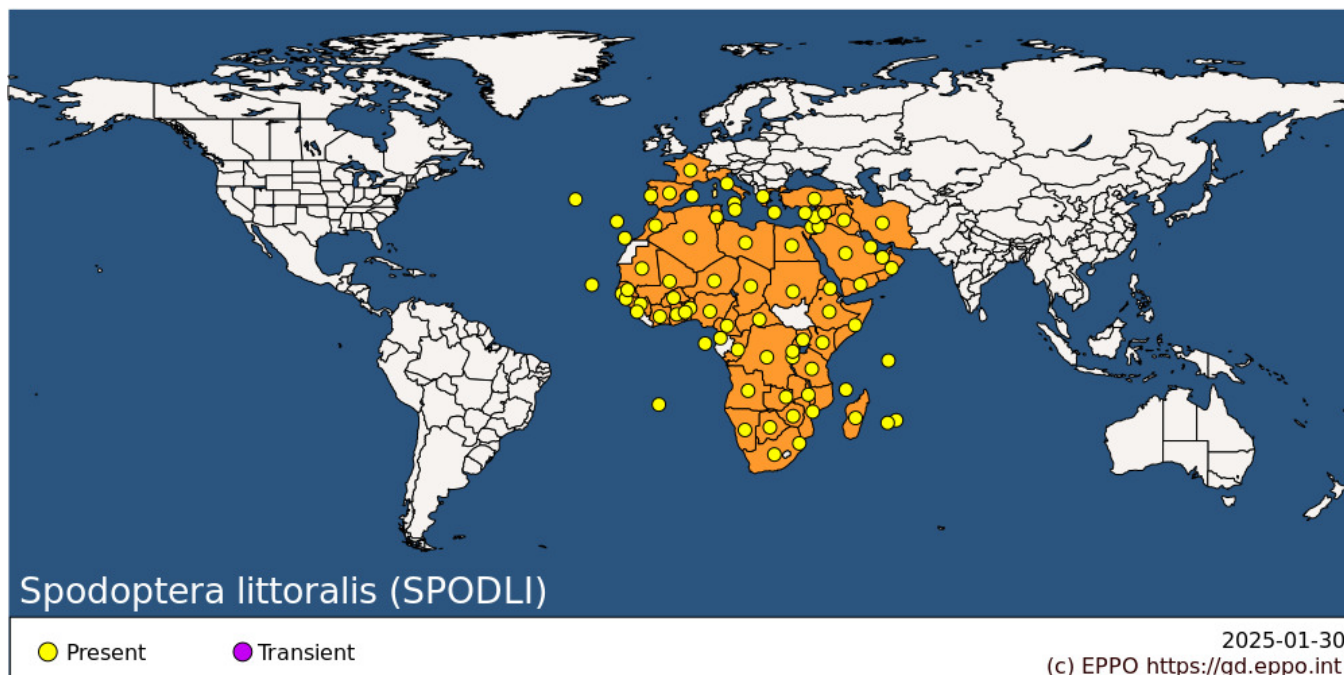 Spodoptera littoralis (SPODLI)
Present
Transient
2025-01-30
(c) EPPO https://gd.eppo.int